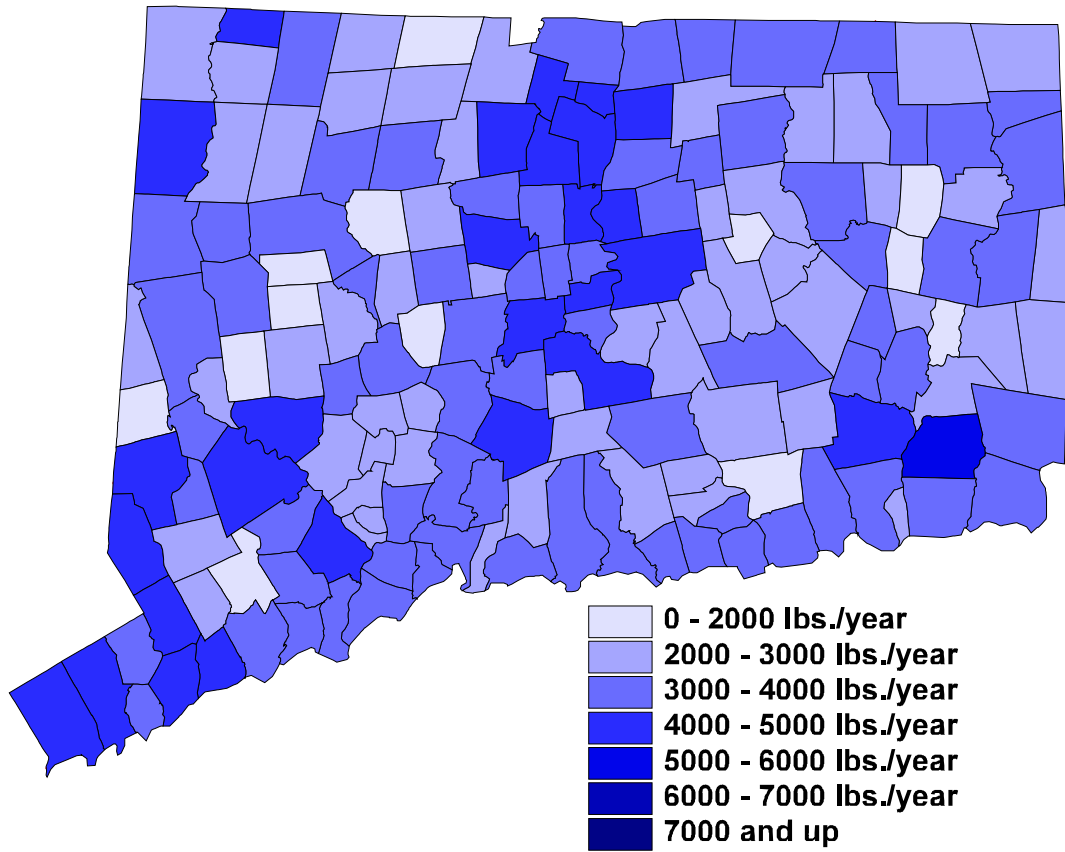 0 - 2000 lbs./year
2000 - 3000 lbs./year
3000 - 4000 lbs./year
4000 - 5000 lbs./year
5000 - 6000 lbs./year
6000 - 7000 lbs./year
7000 and up